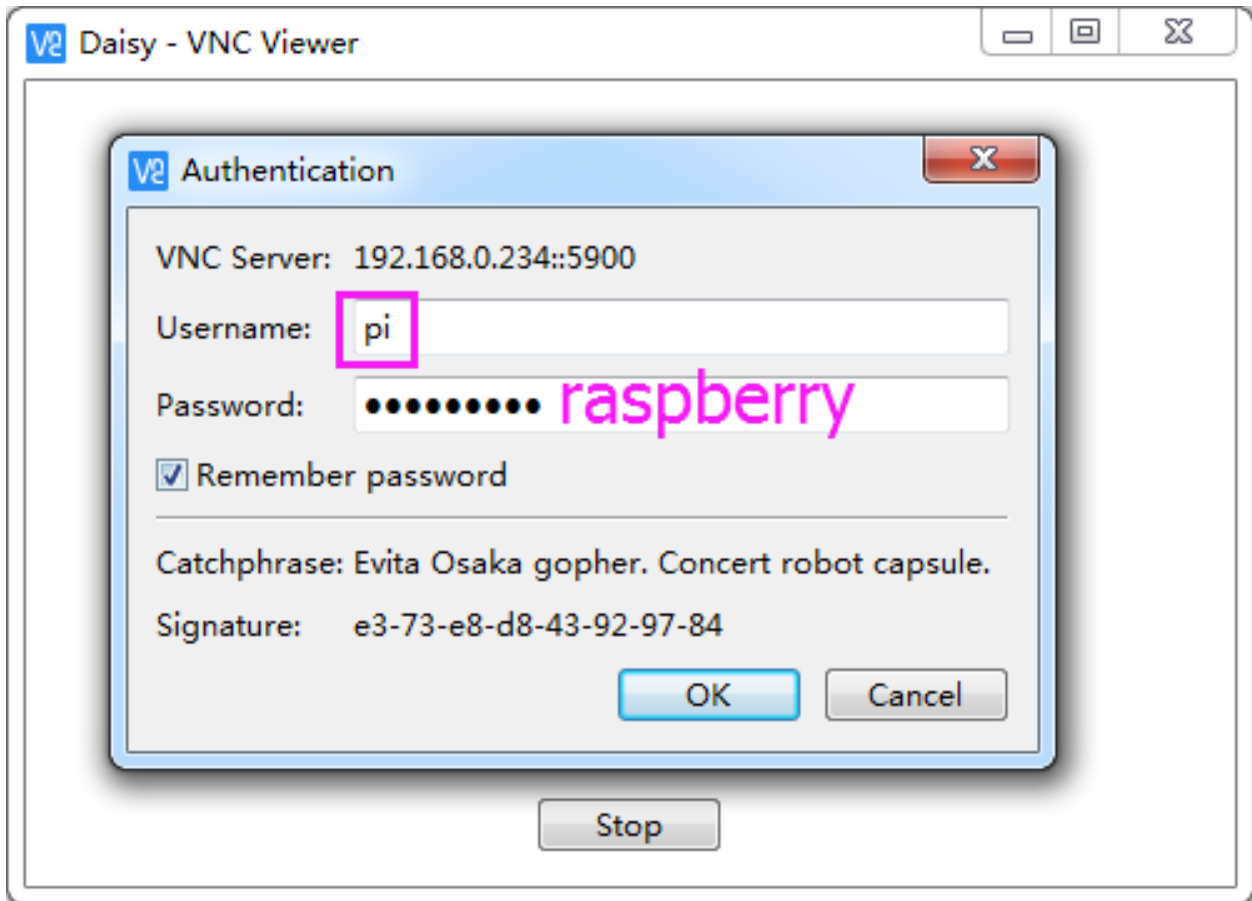 Daisy - VNC Viewer
Authentication
VNC Server: 192.168.0.234::5900
Username: pi
Password: ●●●●●●●●● raspberry
Remember password
Catchphrase: Evita Osaka gopher. Concert robot capsule.
Signature: e3-73-e8-d8-43-92-97-84
OK Cancel
Stop